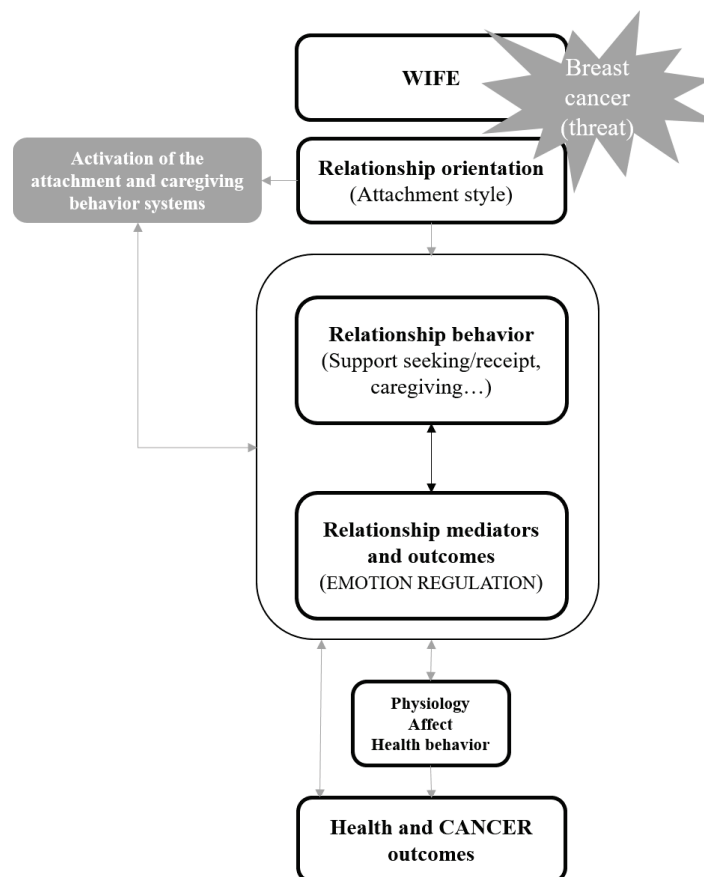 WIFE
Breast
cancer
(threat)
Activation of the
attachment and caregiving
behavior systems
Relationship orientation
(Attachment style)
Relationship behavior
(Support seeking/receipt,
caregiving…)
Relationship mediators
and outcomes
(EMOTION REGULATION)
Physiology
Affect
Health behavior
Health and CANCER
outcomes